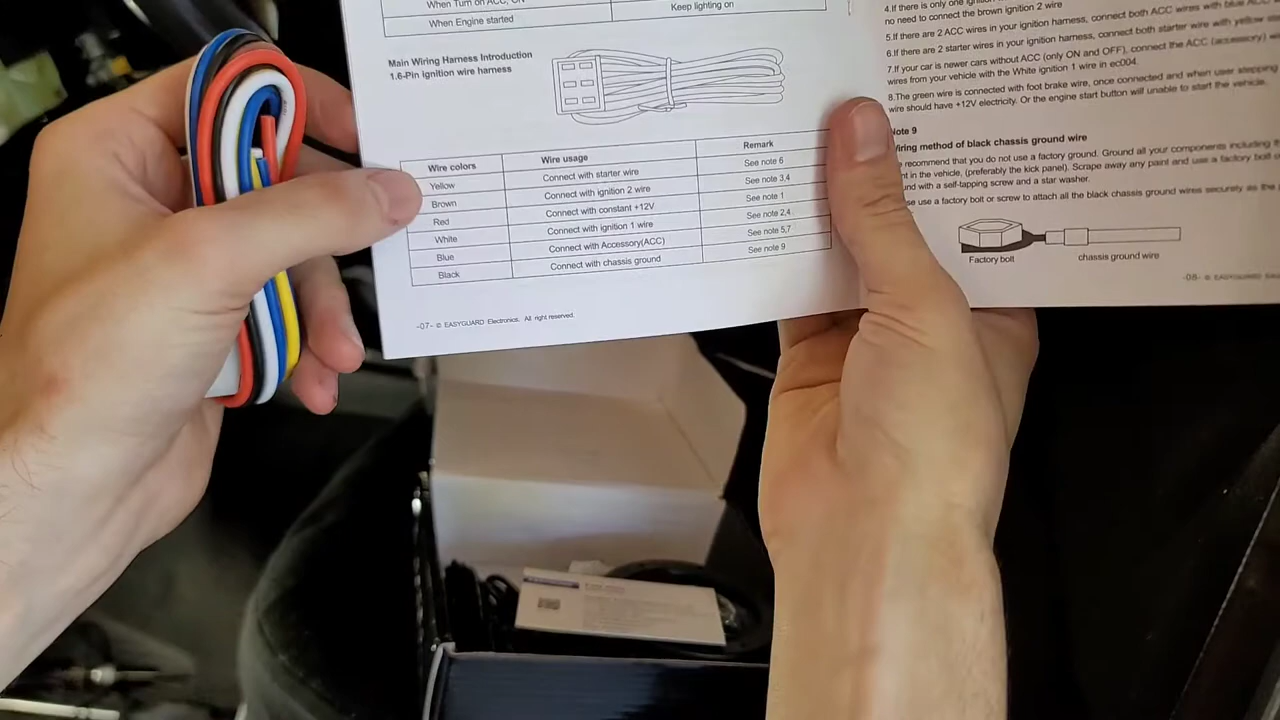 When Turn on ACC, ON
When Engine started
Keep lighting on
Main Wiring Harness Introduction
1.6-Pin ignition wire harness
Wire colors Wire usage Remark
Yellow Connect with starter wire See note 6
Brown Connect with ignition 2 wire See note 3,4
Red Connect with constant +12V See note 1
White Connect with ignition 1 wire See note 2,4
Blue Connect with Accessory(ACC) See note 5,7
Black Connect with chassis ground See note 9
-07- © EASYGUARD Electronics. All right reserved.
4.If there is only one ignition
no need to connect the brown ignition 2 wire
5.If there are 2 ACC wires in your ignition harness, connect both ACC wires with blue ACC
6.If there are 2 starter wires in your ignition harness, connect both starter wire with yellow
7.If your car is newer cars without ACC (only ON and OFF), connect the ACC (accessory)
wires from your vehicle with the White ignition 1 wire in ec004.
8.The green wire is connected with foot brake wire, once connected and when user stepping
wire should have +12V electricity. Or the engine start button will unable to start the vehicle.
Note 9
Wiring method of black chassis ground wire
recommend that you do not use a factory ground. Ground all your components including
nt in the vehicle, (preferably the kick panel). Scrape away any paint and use a factory bolt
und with a self-tapping screw and a star washer.
se use a factory bolt or screw to attach all the black chassis ground wires securely as the
Factory bolt
chassis ground wire
-08- © EASYGUARD